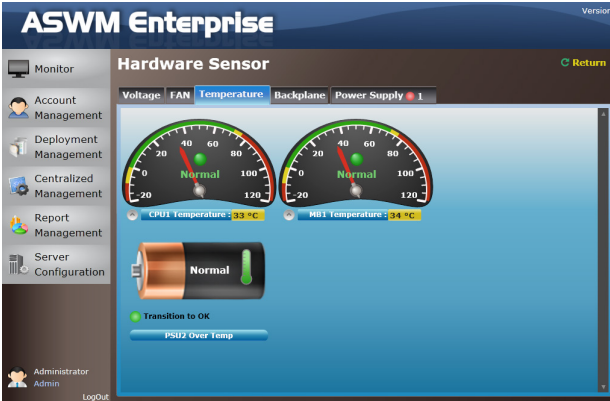 ASWM Enterprise
Version
Monitor
Account
Management
Deployment
Management
Centralized
Management
Report
Management
Server
Configuration
Administrator
Admin
LogOut
Hardware Sensor
Return
Voltage FAN Temperature Backplane Power Supply 1
-20 0 20 40 60 80 100 120
Normal
CPU1 Temperature : 33 °C
-20 0 20 40 60 80 100 120
Normal
MB1 Temperature : 34 °C
Normal
Transition to OK
PSU2 Over Temp